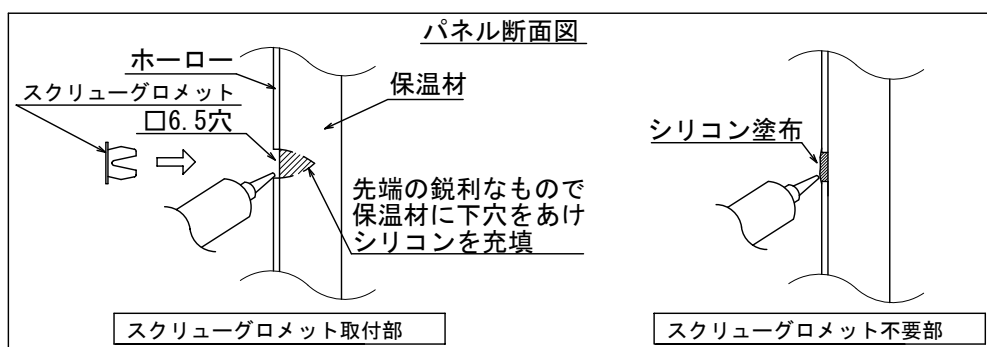 パネル断面図
ホーロー
スクリューグロメット
□6.5穴
保温材
先端の鋭利なもので
保温材に下穴をあけ
シリコンを充填
スクリューグロメット取付部
シリコン塗布
スクリューグロメット不要部